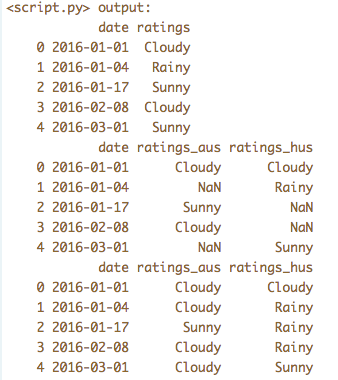 <script.py> output:
date ratings
0 2016-01-01 Cloudy
1 2016-01-04 Rainy
2 2016-01-17 Sunny
3 2016-02-08 Cloudy
4 2016-03-01 Sunny
date ratings_aus ratings_hus
0 2016-01-01 Cloudy Cloudy
1 2016-01-04 NaN Rainy
2 2016-01-17 Sunny NaN
3 2016-02-08 Cloudy NaN
4 2016-03-01 NaN Sunny
date ratings_aus ratings_hus
0 2016-01-01 Cloudy Cloudy
1 2016-01-04 Cloudy Rainy
2 2016-01-17 Sunny Rainy
3 2016-02-08 Cloudy Rainy
4 2016-03-01 Cloudy Sunny